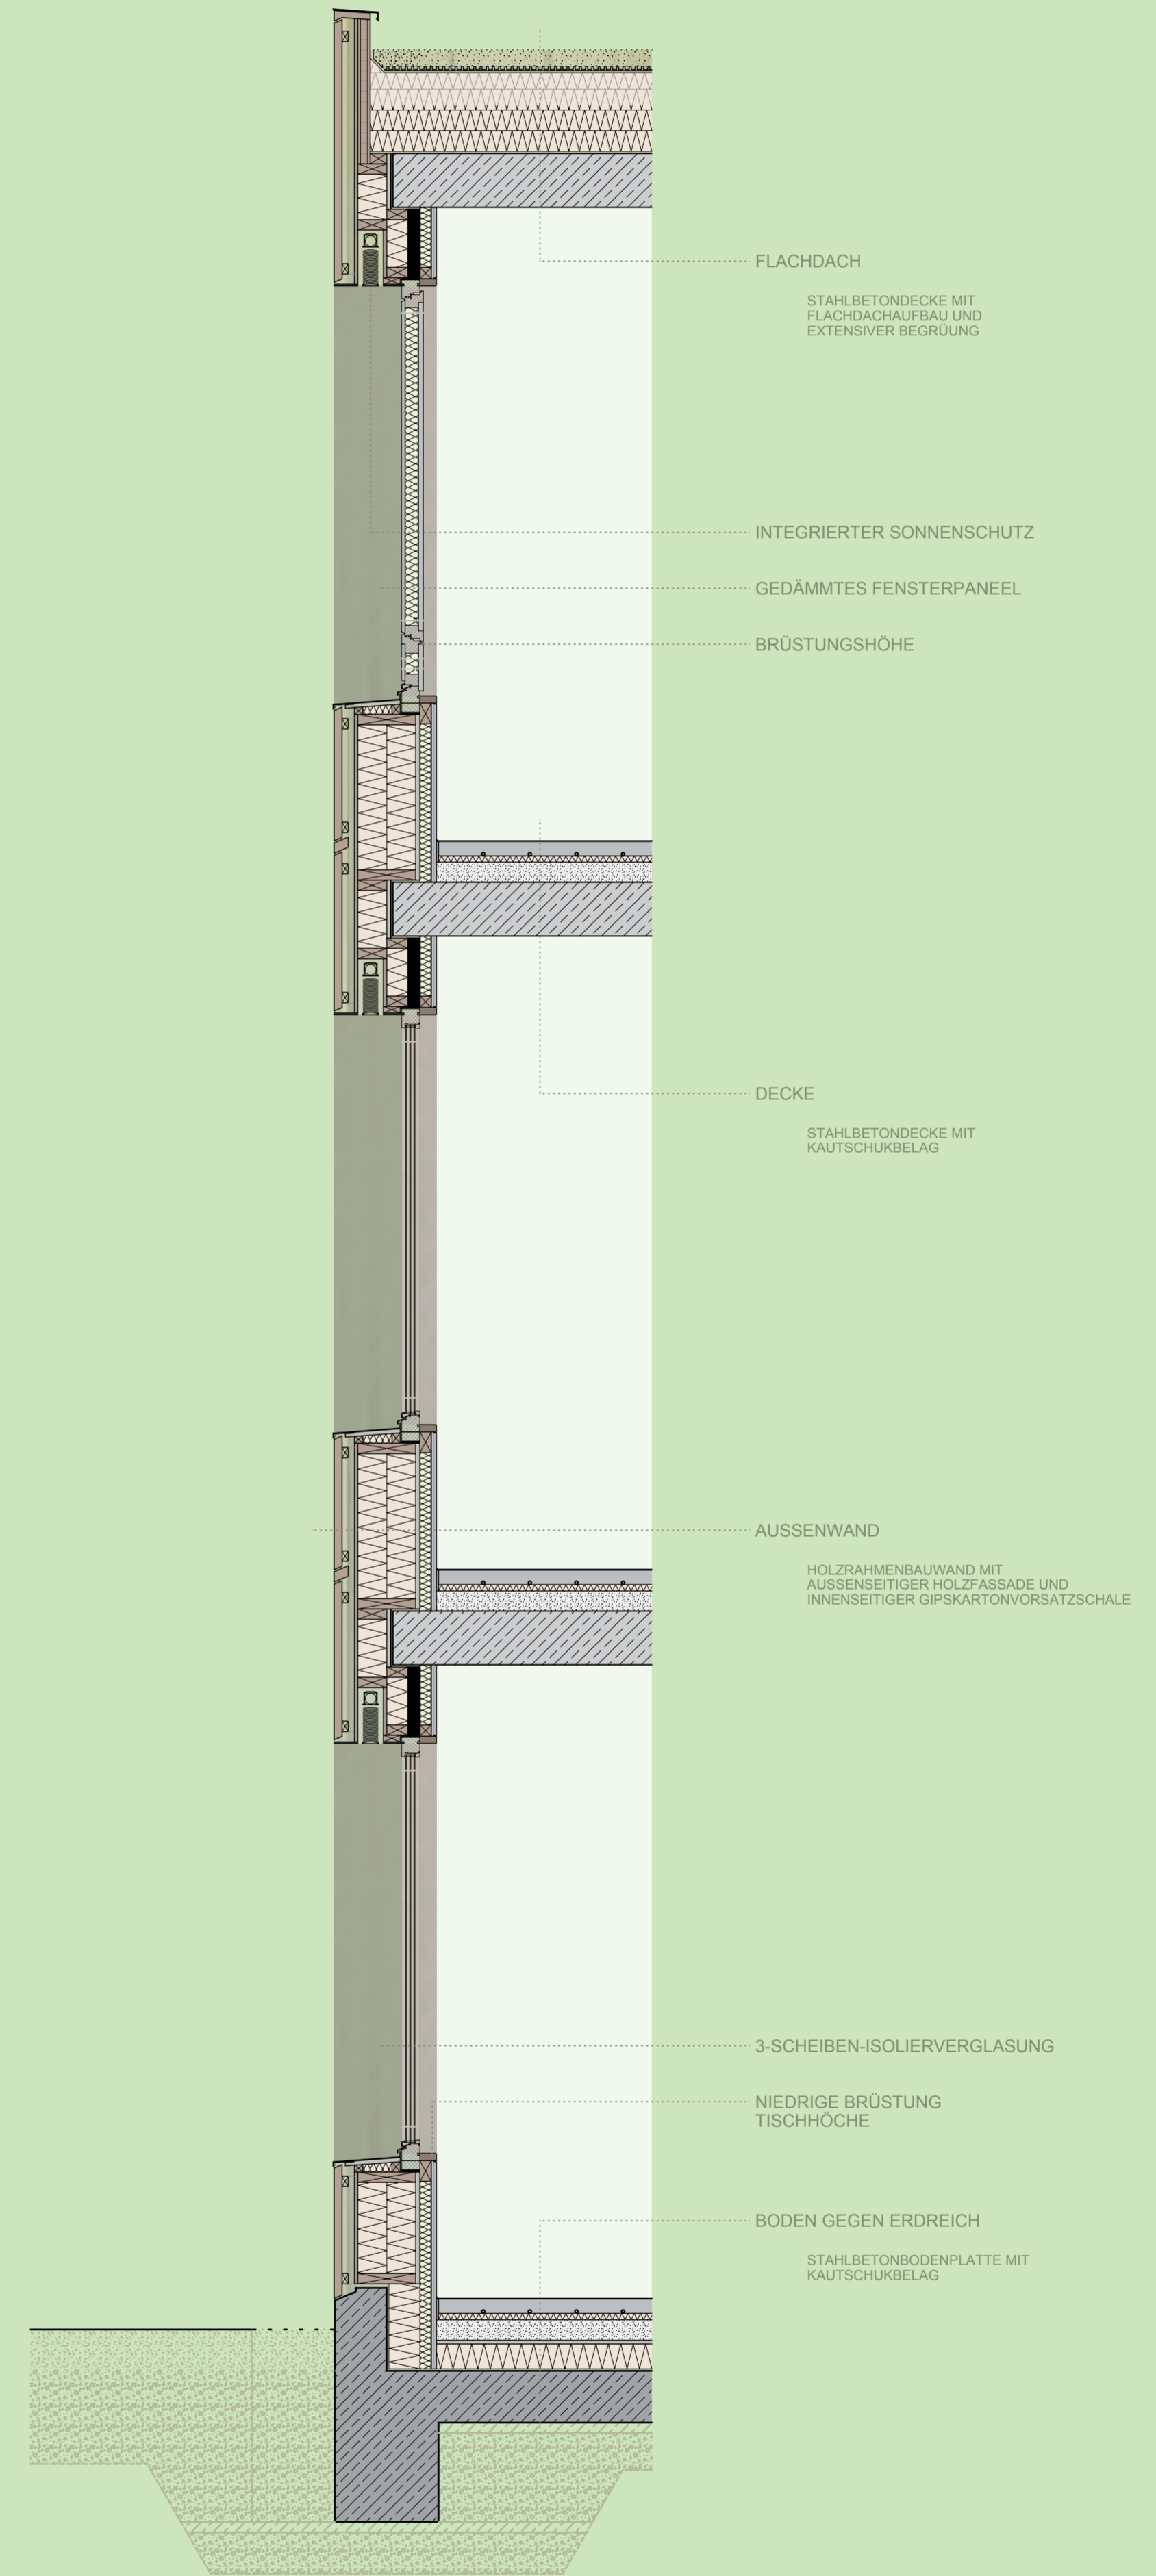 FLACHDACH
STAHLBETONDECKE MIT
FLACHDACHAUFBAU UND
EXTENSIVER BEGRÜUNG
INTEGRIERTER SONNENSCHUTZ
GEDÄMMTES FENSTERPANEEL
BRÜSTUNGSHÖHE
DECKE
STAHLBETONDECKE MIT
KAUTSCHUKBELAG
AUSSENWAND
HOLZRAHMENBAUWAND MIT
AUSSENSEITIGER HOLZFASSADE UND
INNENSEITIGER GIPSKARTONVORSATZSCHALE
3-SCHEIBEN-ISOLIERVERGLASUNG
NIEDRIGE BRÜSTUNG
TISCHHÖCHE
BODEN GEGEN ERDREICH
STAHLBETONBODENPLATTE MIT
KAUTSCHUKBELAG